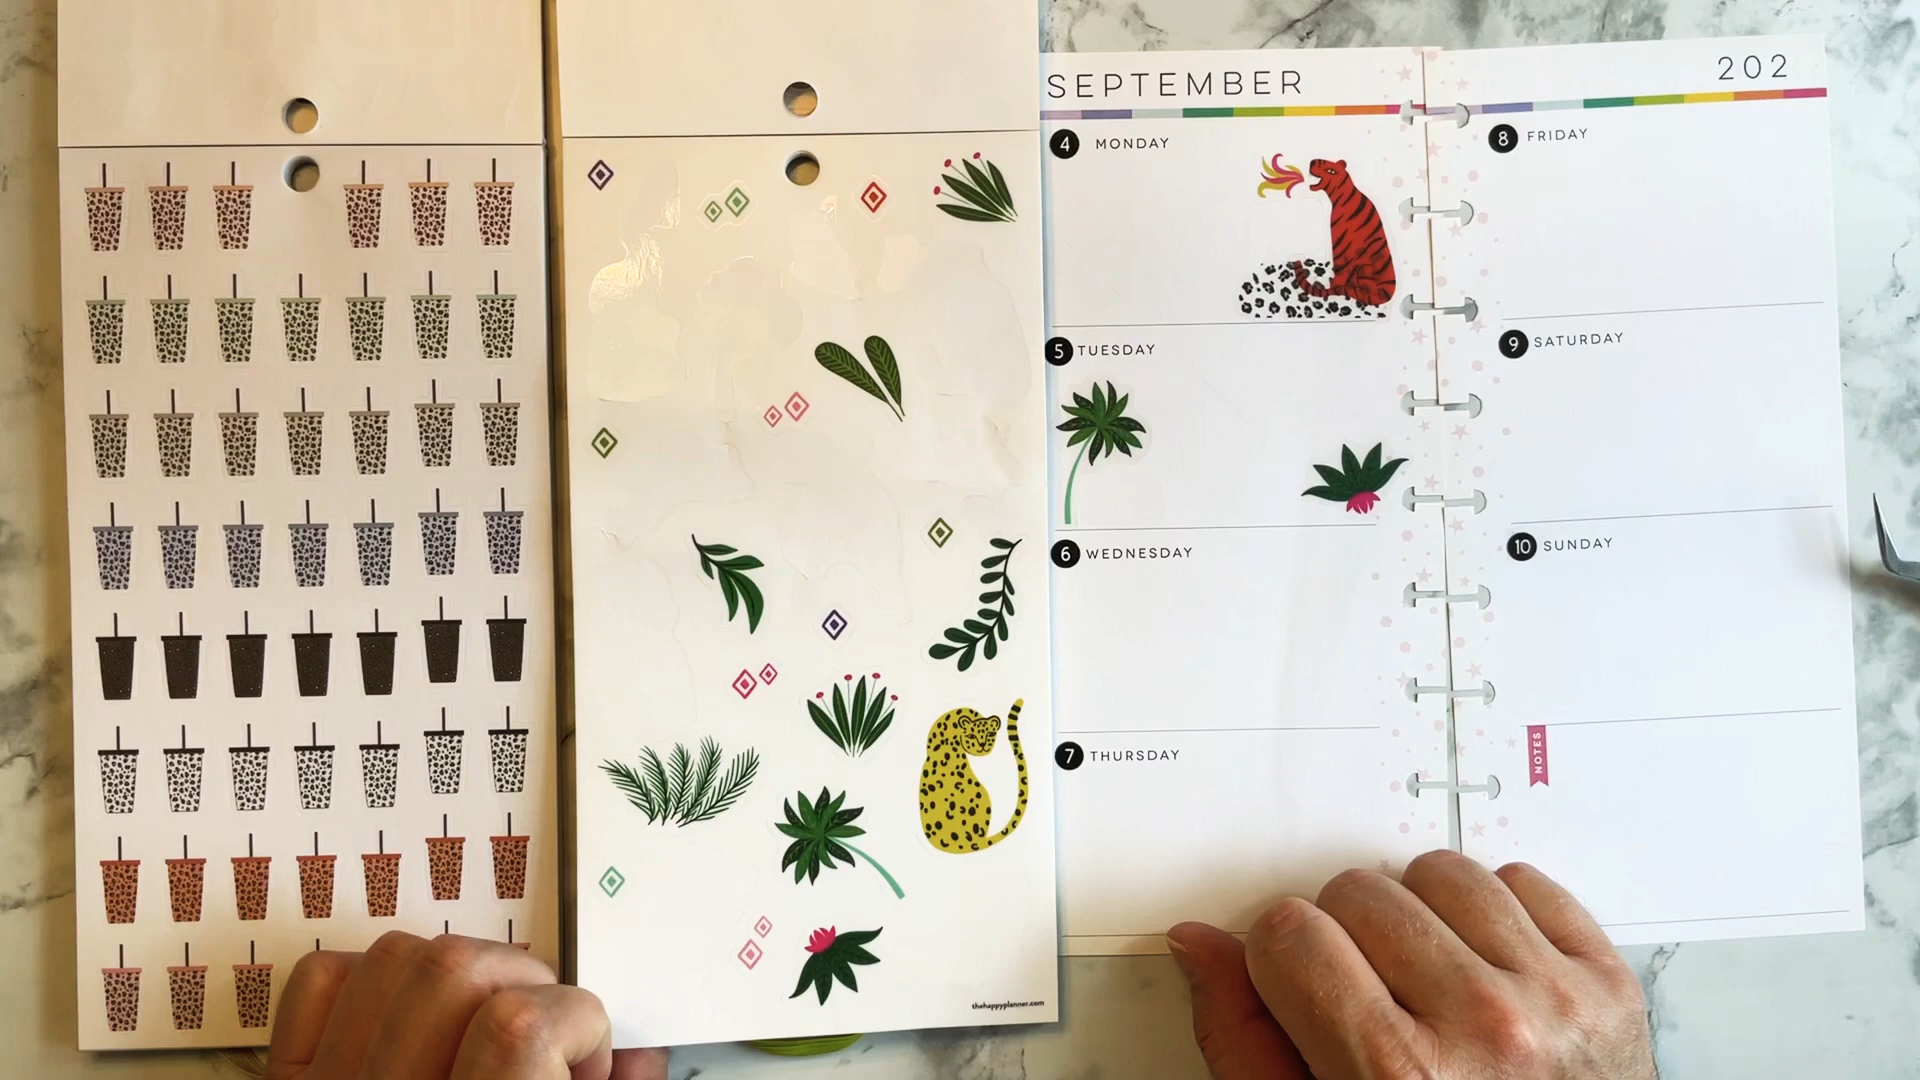 SEPTEMBER
202
4 MONDAY
5 TUESDAY
6 WEDNESDAY
7 THURSDAY
8 FRIDAY
9 SATURDAY
10 SUNDAY
NOTES
thehappyplanner.com